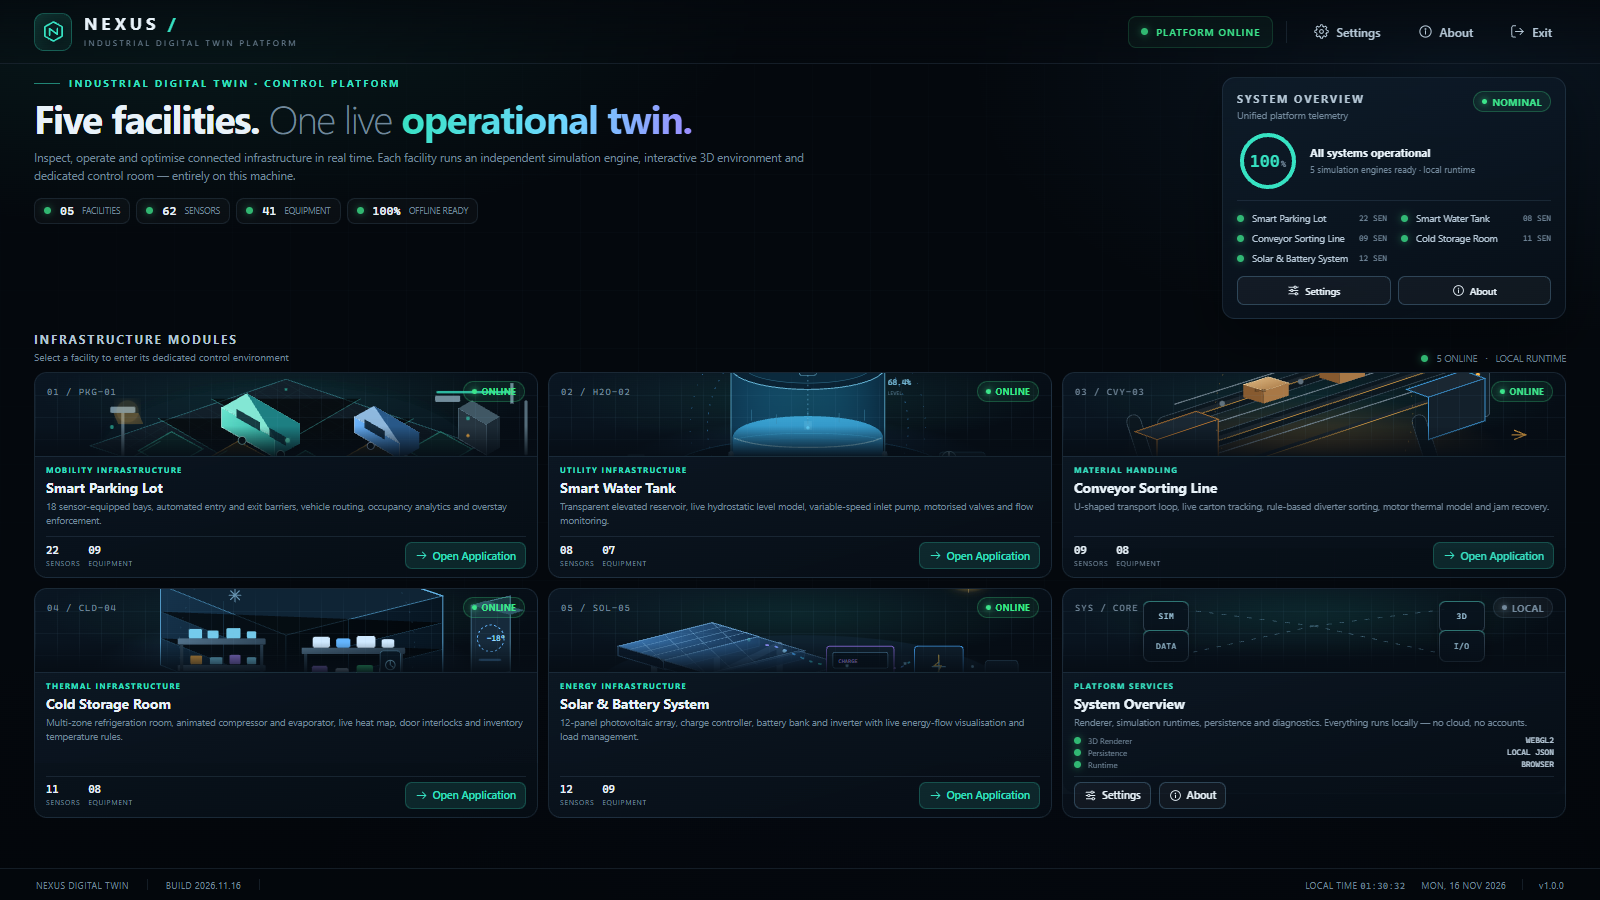 NEXUS /
INDUSTRIAL DIGITAL TWIN PLATFORM
PLATFORM ONLINE
Settings
About
Exit
INDUSTRIAL DIGITAL TWIN · CONTROL PLATFORM
Five facilities. One live operational twin.
Inspect, operate and optimise connected infrastructure in real time. Each facility runs an independent simulation engine, interactive 3D environment and
dedicated control room — entirely on this machine.
05 FACILITIES
62 SENSORS
41 EQUIPMENT
100% OFFLINE READY
SYSTEM OVERVIEW
Unified platform telemetry
NOMINAL
100%
All systems operational
5 simulation engines ready · local runtime
Smart Parking Lot 22 SEN
Smart Water Tank 08 SEN
Conveyor Sorting Line 09 SEN
Cold Storage Room 11 SEN
Solar & Battery System 12 SEN
Settings
About
INFRASTRUCTURE MODULES
Select a facility to enter its dedicated control environment
5 ONLINE · LOCAL RUNTIME
01 / PKG-01
ONLINE
MOBILITY INFRASTRUCTURE
Smart Parking Lot
18 sensor-equipped bays, automated entry and exit barriers, vehicle routing, occupancy analytics and overstay
enforcement.
22 09
SENSORS EQUIPMENT
Open Application
02 / H2O-02
68.4%
LEVEL
ONLINE
UTILITY INFRASTRUCTURE
Smart Water Tank
Transparent elevated reservoir, live hydrostatic level model, variable-speed inlet pump, motorised valves and flow
monitoring.
08 07
SENSORS EQUIPMENT
Open Application
03 / CVY-03
ONLINE
MATERIAL HANDLING
Conveyor Sorting Line
U-shaped transport loop, live carton tracking, rule-based diverter sorting, motor thermal model and jam recovery.
09 08
SENSORS EQUIPMENT
Open Application
04 / CLD-04
ONLINE
-18°
THERMAL INFRASTRUCTURE
Cold Storage Room
Multi-zone refrigeration room, animated compressor and evaporator, live heat map, door interlocks and inventory
temperature rules.
11 08
SENSORS EQUIPMENT
Open Application
05 / SOL-05
ONLINE
CHARGE
ENERGY INFRASTRUCTURE
Solar & Battery System
12-panel photovoltaic array, charge controller, battery bank and inverter with live energy-flow visualisation and
load management.
12 09
SENSORS EQUIPMENT
Open Application
SYS / CORE
LOCAL
SIM
3D
DATA
I/O
PLATFORM SERVICES
System Overview
Renderer, simulation runtimes, persistence and diagnostics. Everything runs locally — no cloud, no accounts.
3D Renderer WEBGL2
Persistence LOCAL JSON
Runtime BROWSER
Settings
About
NEXUS DIGITAL TWIN
BUILD 2026.11.16
LOCAL TIME 01:30:32
MON, 16 NOV 2026
v1.0.0